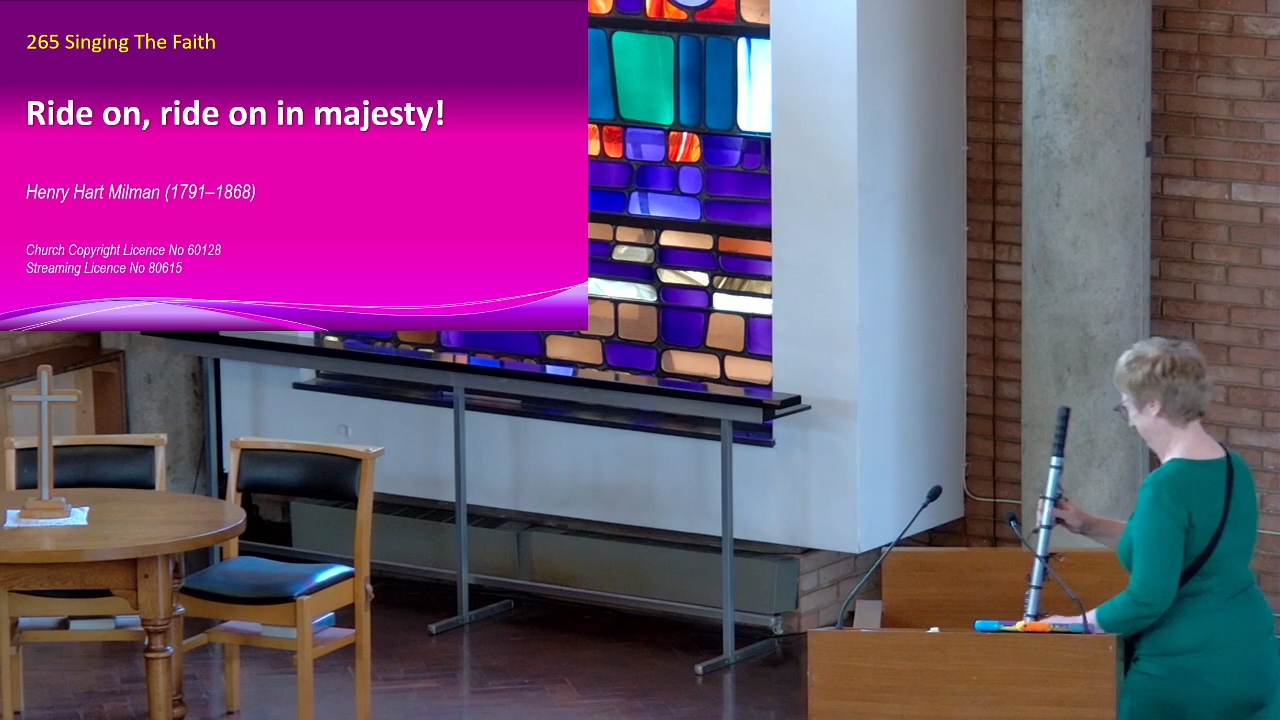 265 Singing The Faith
Ride on, ride on in majesty!
Henry Hart Milman (1791–1868)
Church Copyright Licence No 60128
Streaming Licence No 80615